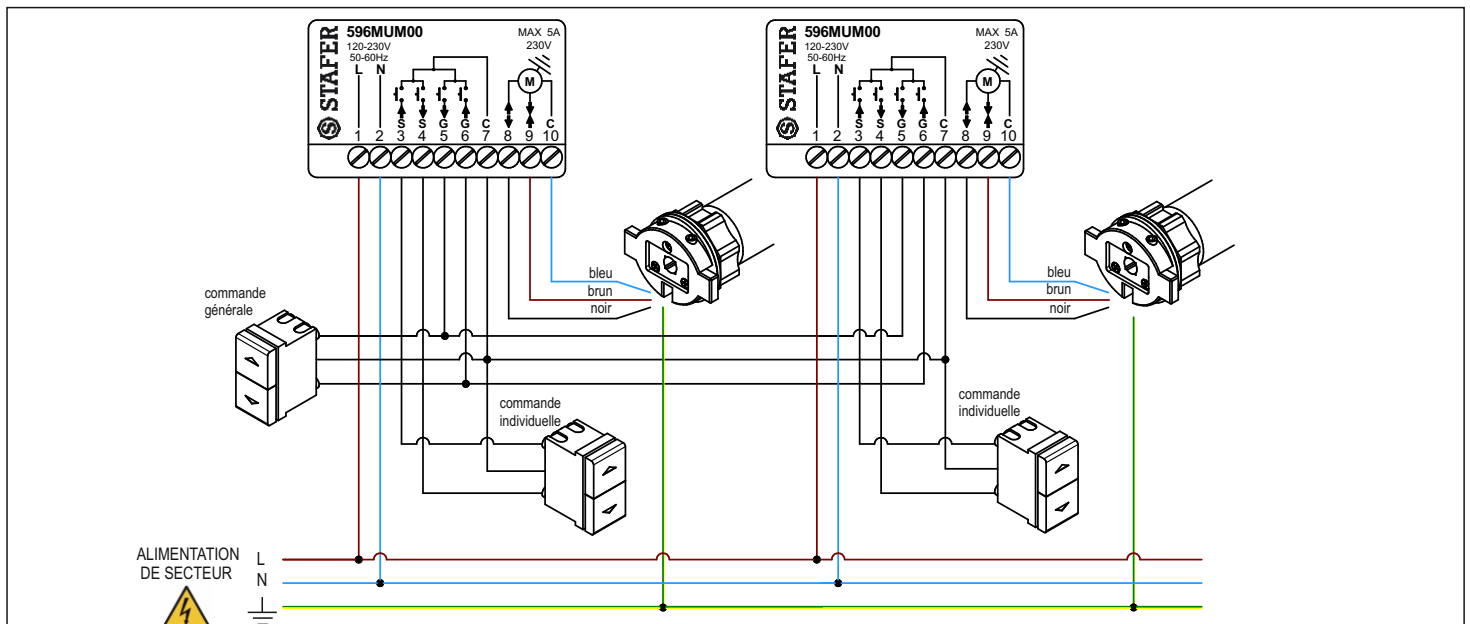 STAFER
596MUM00
MAX 5A
120-230V
230V
50-60Hz
L N
M
S S G G C C
1 2 3 4 5 6 7 8 9 10
STAFER
596MUM00
MAX 5A
120-230V
230V
50-60Hz
L N
M
S S G G C C
1 2 3 4 5 6 7 8 9 10
bleu
brun
noir
bleu
brun
noir
commande
générale
commande
individuelle
commande
individuelle
ALIMENTATION
DE SECTEUR
L
N